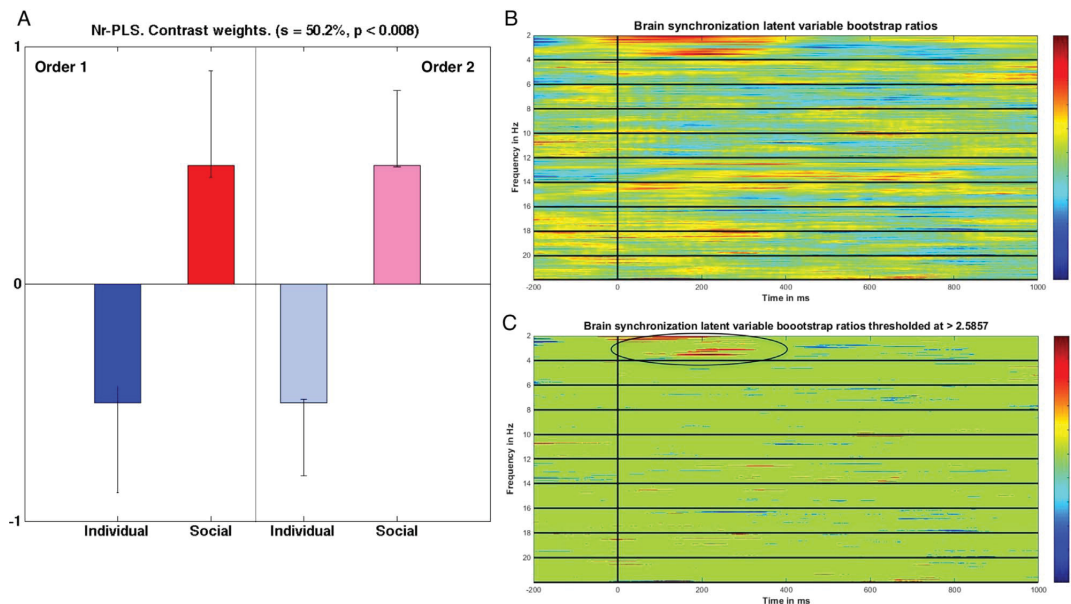 A
Nr-PLS. Contrast weights. (s = 50.2%, p < 0.008)
1
Order 1
Order 2
0
-1
Individual
Social
Individual
Social
B
Brain synchronization latent variable bootstrap ratios
Frequency in Hz
2
4
6
8
10
12
14
16
18
20
-200
0
200
400
600
800
1000
Time in ms
C
Brain synchronization latent variable boootstrap ratios thresholded at > 2.5857
Frequency in Hz
2
4
6
8
10
12
14
16
18
20
-200
0
200
400
600
800
1000
Time in ms